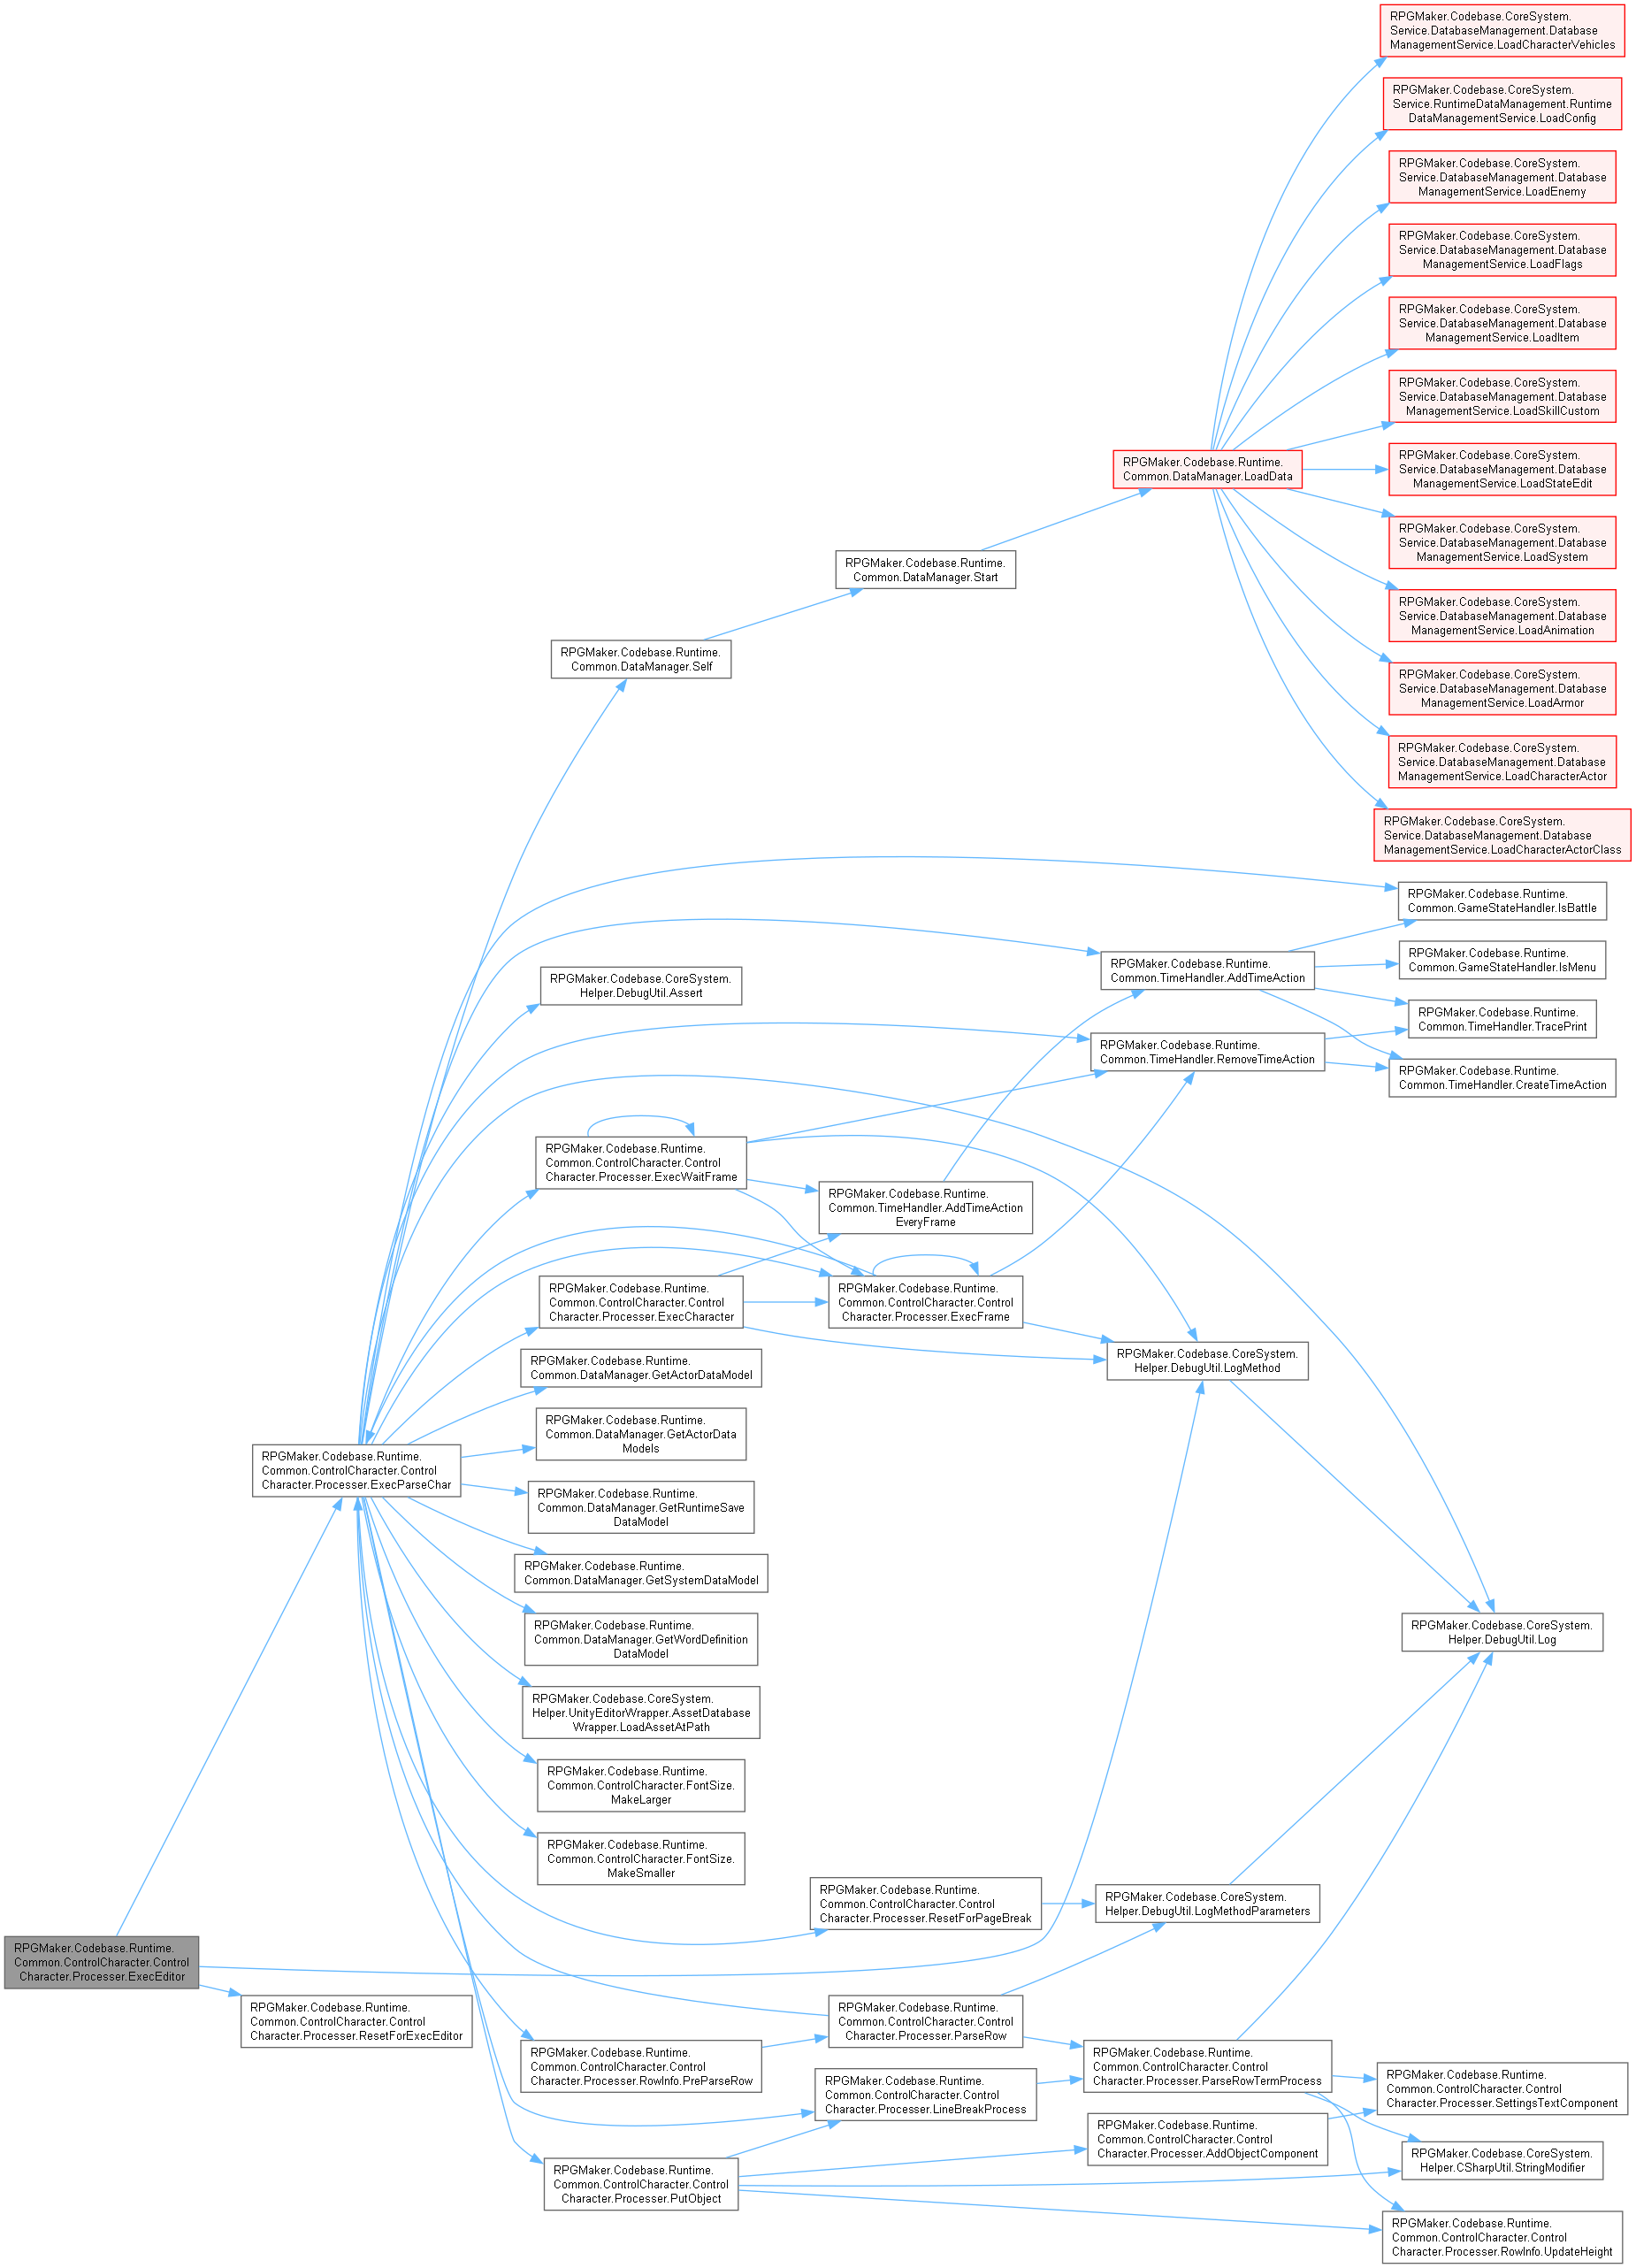 RPGMaker.Codebase.CoreSystem.
Service.DatabaseManagement.Database
ManagementService.LoadCharacterVehicles
RPGMaker.Codebase.CoreSystem.
Service.RuntimeDataManagement.Runtime
DataManagementService.LoadConfig
RPGMaker.Codebase.CoreSystem.
Service.DatabaseManagement.Database
ManagementService.LoadEnemy
RPGMaker.Codebase.CoreSystem.
Service.DatabaseManagement.Database
ManagementService.LoadFlags
RPGMaker.Codebase.CoreSystem.
Service.DatabaseManagement.Database
ManagementService.LoadItem
RPGMaker.Codebase.CoreSystem.
Service.DatabaseManagement.Database
ManagementService.LoadSkillCustom
RPGMaker.Codebase.Runtime.
Common.DataManager.LoadData
RPGMaker.Codebase.CoreSystem.
Service.DatabaseManagement.Database
ManagementService.LoadStateEdit
RPGMaker.Codebase.CoreSystem.
Service.DatabaseManagement.Database
ManagementService.LoadSystem
RPGMaker.Codebase.Runtime.
Common.DataManager.Start
RPGMaker.Codebase.CoreSystem.
Service.DatabaseManagement.Database
ManagementService.LoadAnimation
RPGMaker.Codebase.Runtime.
Common.DataManager.Self
RPGMaker.Codebase.CoreSystem.
Service.DatabaseManagement.Database
ManagementService.LoadArmor
RPGMaker.Codebase.CoreSystem.
Service.DatabaseManagement.Database
ManagementService.LoadCharacterActor
RPGMaker.Codebase.CoreSystem.
Service.DatabaseManagement.Database
ManagementService.LoadCharacterActorClass
RPGMaker.Codebase.Runtime.
Common.GameStateHandler.IsBattle
RPGMaker.Codebase.Runtime.
Common.TimeHandler.AddTimeAction
RPGMaker.Codebase.Runtime.
Common.GameStateHandler.IsMenu
RPGMaker.Codebase.CoreSystem.
Helper.DebugUtil.Assert
RPGMaker.Codebase.Runtime.
Common.TimeHandler.TracePrint
RPGMaker.Codebase.Runtime.
Common.TimeHandler.RemoveTimeAction
RPGMaker.Codebase.Runtime.
Common.TimeHandler.CreateTimeAction
RPGMaker.Codebase.Runtime.
Common.ControlCharacter.Control
Character.Processer.ExecWaitFrame
RPGMaker.Codebase.Runtime.
Common.TimeHandler.AddTimeAction
EveryFrame
RPGMaker.Codebase.Runtime.
Common.ControlCharacter.Control
Character.Processer.ExecCharacter
RPGMaker.Codebase.Runtime.
Common.ControlCharacter.Control
Character.Processer.ExecFrame
RPGMaker.Codebase.CoreSystem.
Helper.DebugUtil.LogMethod
RPGMaker.Codebase.Runtime.
Common.DataManager.GetActorDataModel
RPGMaker.Codebase.Runtime.
Common.DataManager.GetActorData
Models
RPGMaker.Codebase.Runtime.
Common.ControlCharacter.Control
Character.Processer.ExecParseChar
RPGMaker.Codebase.Runtime.
Common.DataManager.GetRuntimeSave
DataModel
RPGMaker.Codebase.Runtime.
Common.DataManager.GetSystemDataModel
RPGMaker.Codebase.Runtime.
Common.DataManager.GetWordDefinition
DataModel
RPGMaker.Codebase.CoreSystem.
Helper.DebugUtil.Log
RPGMaker.Codebase.CoreSystem.
Helper.UnityEditorWrapper.AssetDatabase
Wrapper.LoadAssetAtPath
RPGMaker.Codebase.Runtime.
Common.ControlCharacter.FontSize.
MakeLarger
RPGMaker.Codebase.Runtime.
Common.ControlCharacter.FontSize.
MakeSmaller
RPGMaker.Codebase.Runtime.
Common.ControlCharacter.Control
Character.Processer.ResetForPageBreak
RPGMaker.Codebase.CoreSystem.
Helper.DebugUtil.LogMethodParameters
RPGMaker.Codebase.Runtime.
Common.ControlCharacter.Control
Character.Processer.ExecEditor
RPGMaker.Codebase.Runtime.
Common.ControlCharacter.Control
Character.Processer.ResetForExecEditor
RPGMaker.Codebase.Runtime.
Common.ControlCharacter.Control
Character.Processer.ParseRow
RPGMaker.Codebase.Runtime.
Common.ControlCharacter.Control
Character.Processer.RowInfo.PreParseRow
RPGMaker.Codebase.Runtime.
Common.ControlCharacter.Control
Character.Processer.ParseRowTermProcess
RPGMaker.Codebase.Runtime.
Common.ControlCharacter.Control
Character.Processer.SettingsTextComponent
RPGMaker.Codebase.Runtime.
Common.ControlCharacter.Control
Character.Processer.LineBreakProcess
RPGMaker.Codebase.Runtime.
Common.ControlCharacter.Control
Character.Processer.AddObjectComponent
RPGMaker.Codebase.CoreSystem.
Helper.CSharpUtil.StringModifier
RPGMaker.Codebase.Runtime.
Common.ControlCharacter.Control
Character.Processer.PutObject
RPGMaker.Codebase.Runtime.
Common.ControlCharacter.Control
Character.Processer.RowInfo.UpdateHeight